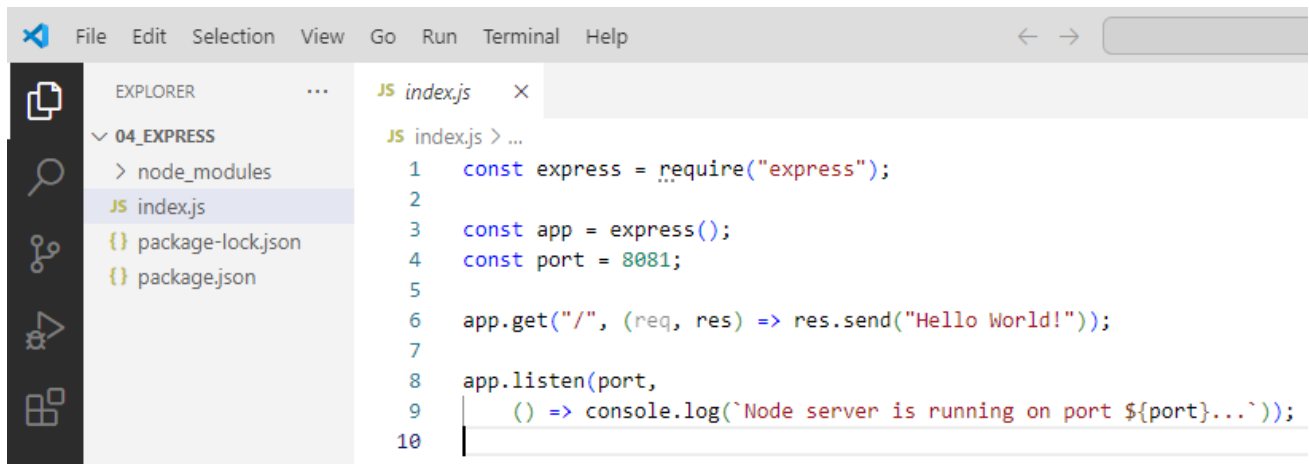 File Edit Selection View Go Run Terminal Help
EXPLORER ...
JS index.js ×
04_EXPRESS
JS index.js > ...
> node_modules
JS index.js
{} package-lock.json
{} package.json
1 const express = require("express");
2
3 const app = express();
4 const port = 8081;
5
6 app.get("/", (req, res) => res.send("Hello World!"));
7
8 app.listen(port,
9 () => console.log(`Node server is running on port ${port}...`));
10